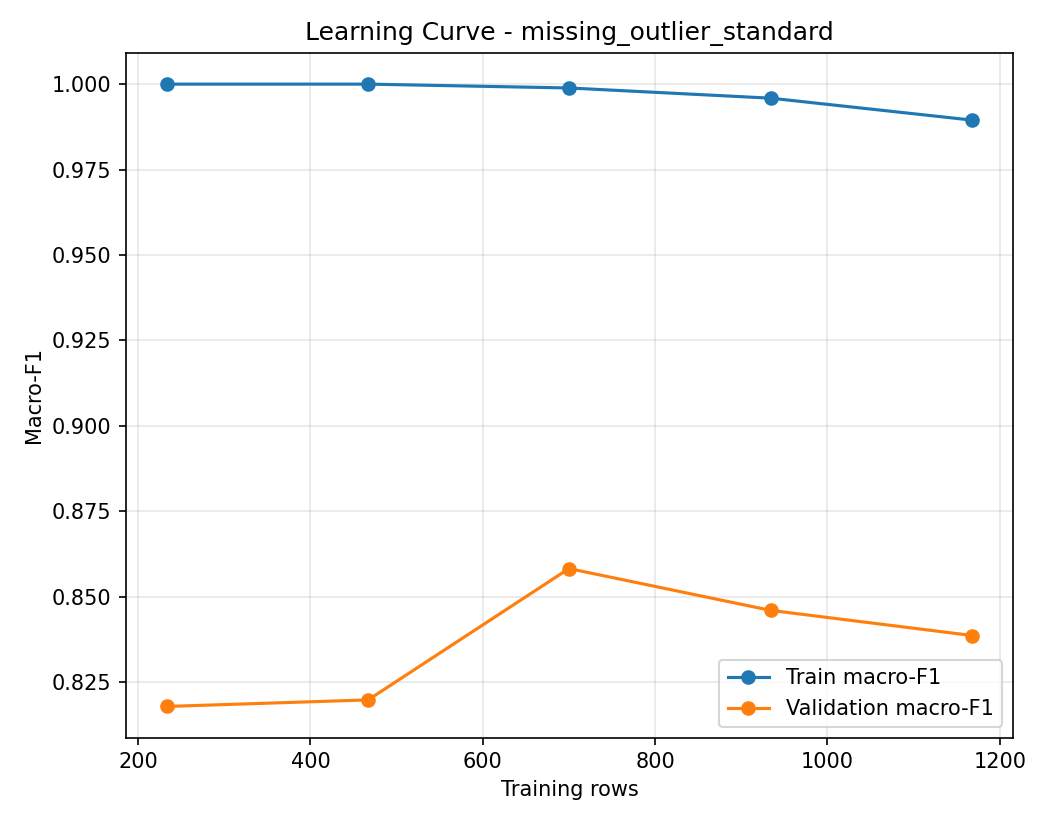 Learning Curve - missing_outlier_standard
1.000
0.975
0.950
0.925
0.900
0.875
0.850
0.825
Macro-F1
200 400 600 800 1000 1200
Training rows
Train macro-F1
Validation macro-F1